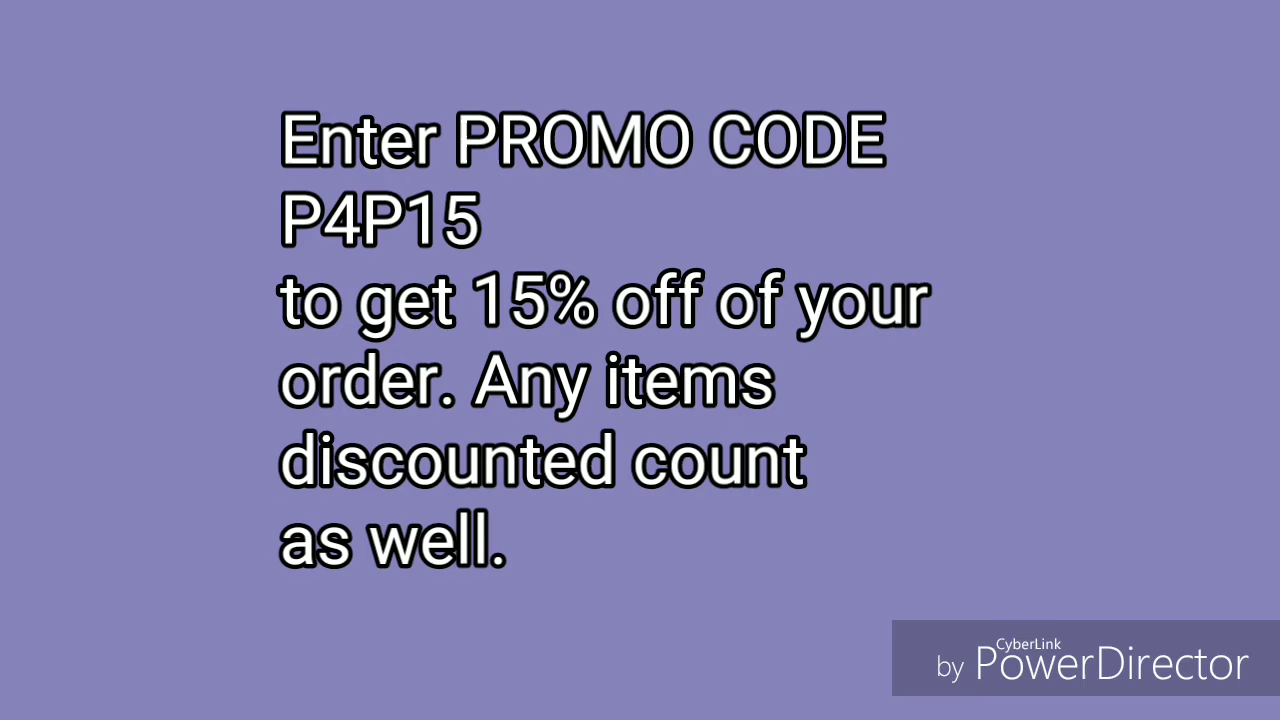 Enter PROMO CODE
P4P15
to get 15% off of your
order. Any items
discounted count
as well.
CyberLink
by PowerDirector